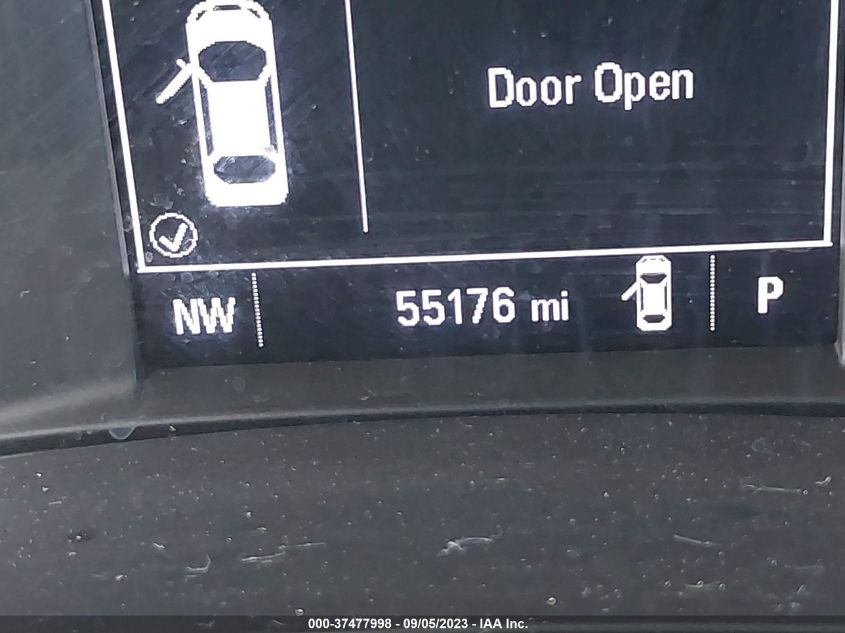 Door Open
NW 55176 mi P
000-37477998 - 09/05/2023 - IAA Inc.